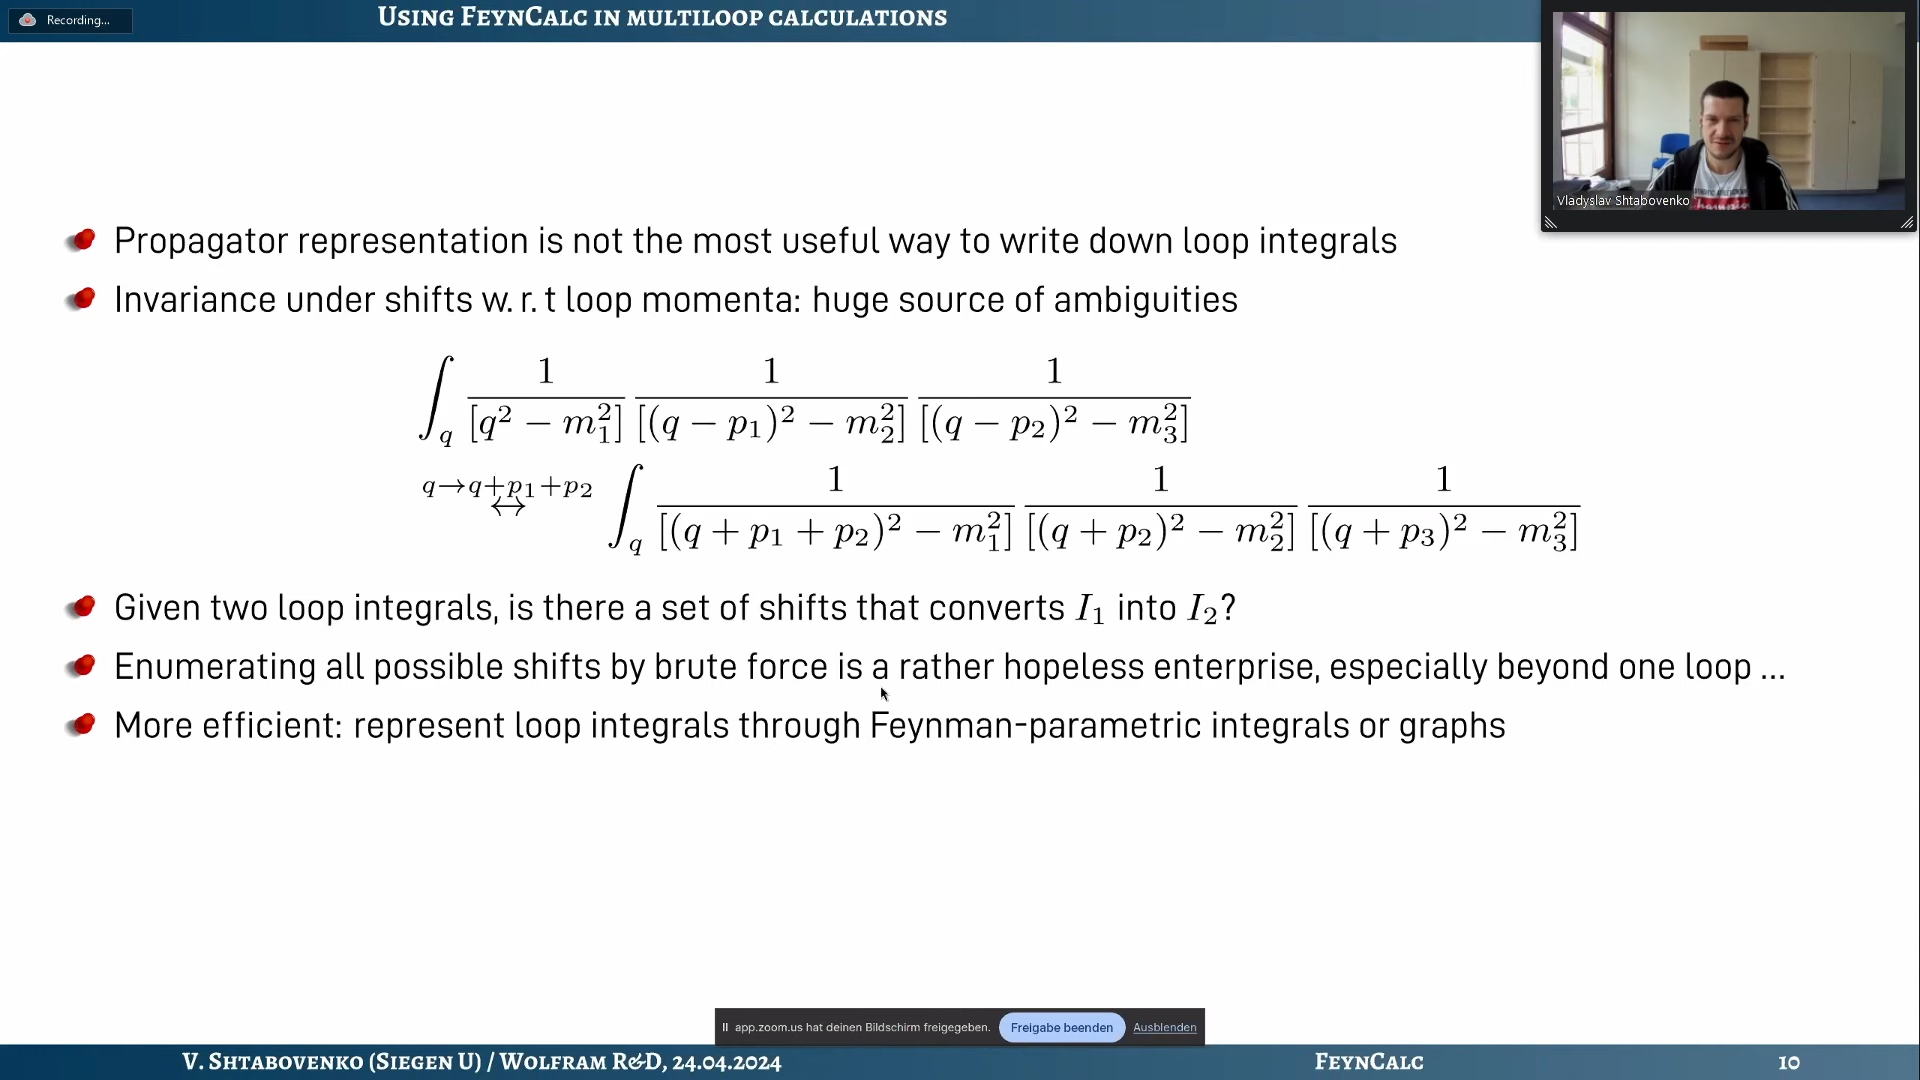 Recording...
Using FeynCalc in multiloop calculations
Vladyslav Shtabovenko
Propagator representation is not the most useful way to write down loop integrals
Invariance under shifts w. r. t loop momenta: huge source of ambiguities
∫_q 1/[q² − m₁²] 1/[(q − p₁)² − m₂²] 1/[(q − p₂)² − m₃²]
q→q+p₁+p₂ ↔ ∫_q 1/[(q + p₁ + p₂)² − m₁²] 1/[(q + p₂)² − m₂²] 1/[(q + p₃)² − m₃²]
Given two loop integrals, is there a set of shifts that converts I₁ into I₂?
Enumerating all possible shifts by brute force is a rather hopeless enterprise, especially beyond one loop ...
More efficient: represent loop integrals through Feynman-parametric integrals or graphs
app.zoom.us hat deinen Bildschirm freigegeben. Freigabe beenden Ausblenden
V. Shtabovenko (Siegen U) / Wolfram R&D, 24.04.2024 FeynCalc 10